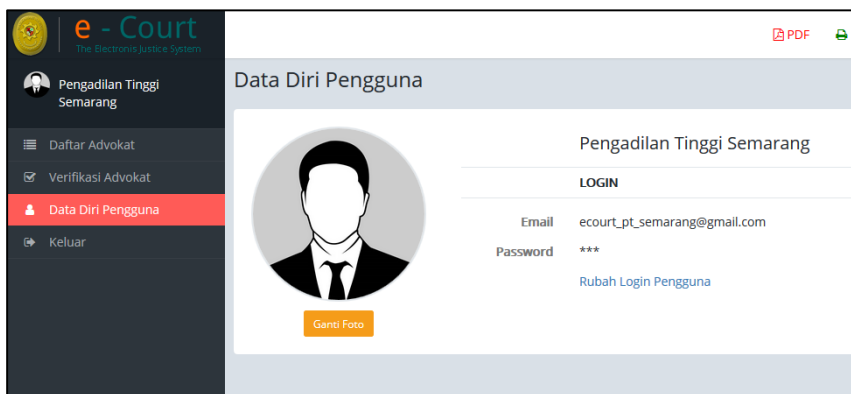 e - Court
The Electronis Justice System
PDF
Pengadilan Tinggi
Semarang
Daftar Advokat
Verifikasi Advokat
Data Diri Pengguna
Keluar
Data Diri Pengguna
Ganti Foto
Pengadilan Tinggi Semarang
LOGIN
Email ecourt_pt_semarang@gmail.com
Password ***
Rubah Login Pengguna